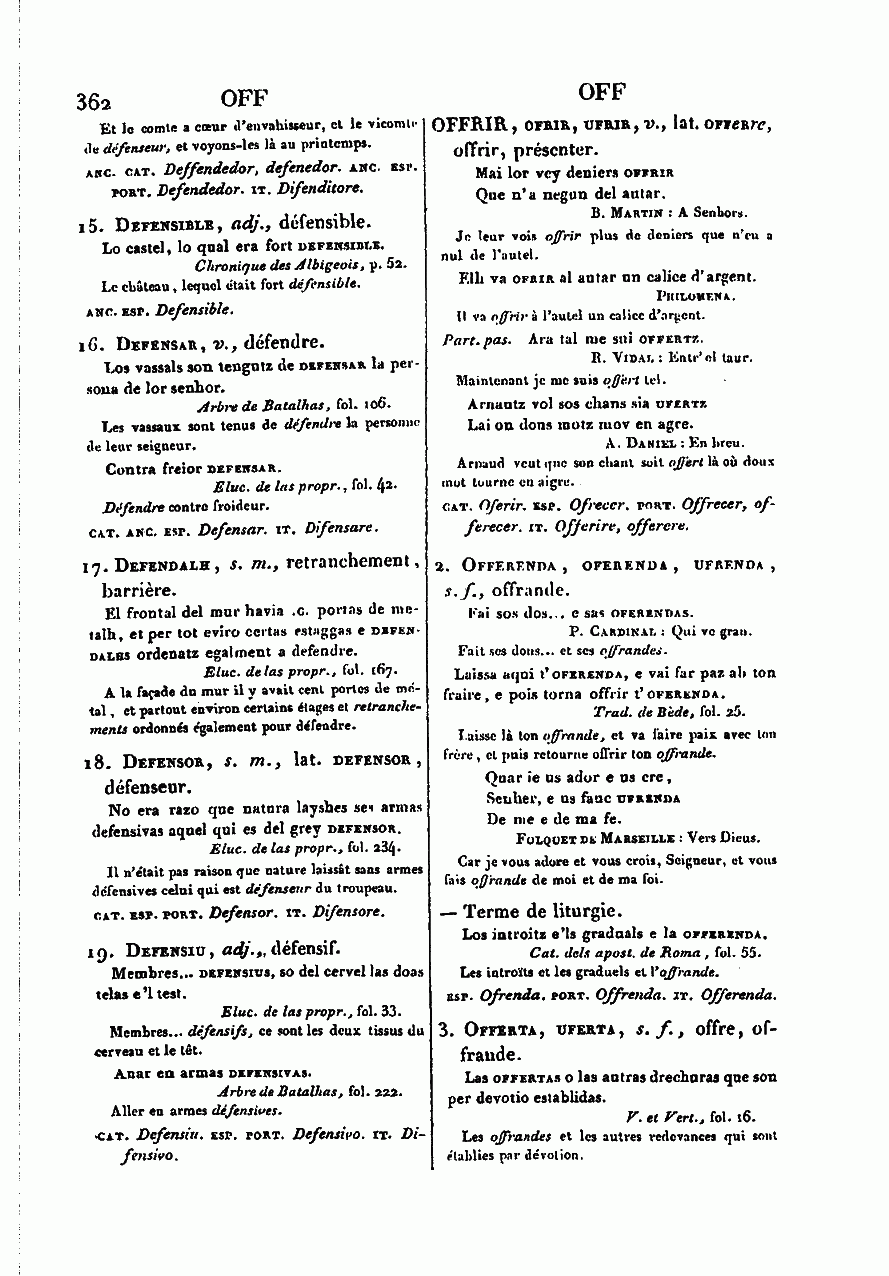 362 OFF
OFF
Et le comte a cœur d'envahisseur, et le vicomte
de défenseur, et voyons-les là au printemps.
ANC. CAT. Deffendedor, defenedor. ANC. ESP.
PORT. Defendedor. IT. Difenditore.
15. DEFENSIBLE, adj., défensible.
Lo castel, lo qual era fort DEFENSIBLE.
Chronique des Albigeois, p. 52.
Le château, lequel était fort défensible.
ANC. ESP. Defensible.
16. DEFENSAR, v., défendre.
Los vassals son tengutz de DEFENSAR la per-
sona de lor senhor.
Arbre de Batalhas, fol. 106.
Les vassaux sont tenus de défendre la personne
de leur seigneur.
Contra freior DEFENSAR.
Eluc. de las propr., fol. 42.
Défendre contre froideur.
CAT. ANC. ESP. Defensar. IT. Difensare.
17. DEFENDALH, s. m., retranchement,
barrière.
El frontal del mur havia .c. portas de me-
talh, et per tot eviro certas estaggas e DEFEN-
DALHS ordenatz egalment a defendre.
Eluc. de las propr., fol. 167.
A la façade du mur il y avait cent portes de mé-
tal, et partout environ certains étages et retranche-
ments ordonnés également pour défendre.
18. DEFENSOR, s. m., lat. DEFENSOR,
défenseur.
No era razo que natura layshes ses armas
defensivas aquel qui es del grey DEFENSOR.
Eluc. de las propr., fol. 234.
Il n'était pas raison que nature laissât sans armes
défensives celui qui est défenseur du troupeau.
CAT. ESP. PORT. Defensor. IT. Difensore.
19. DEFENSIU, adj., défensif.
Membres... DEFENSIUS, so del cervel las doas
telas e'l test.
Eluc. de las propr., fol. 33.
Membres... défensifs, ce sont les deux tissus du
cerveau et le têt.
Anar en armas DEFENSIVAS.
Arbre de Batalhas, fol. 222.
Aller en armes défensives.
CAT. Defensiu. ESP. PORT. Defensivo. IT. Di-
fensivo.
OFFRIR, OFRIR, UFRIR, v., lat. OFFERre,
offrir, présenter.
Mai lor vey deniers OFFRIR
Que n'a negun del autar.
B. MARTIN : A Senhors.
Je leur vois offrir plus de deniers que n'en a
nul de l'autel.
Elh va OFRIR al autar un calice d'argent.
PHILOMENA.
Il va offrir à l'autel un calice d'argent.
Part. pas. Ara tal me sui OFFERTZ.
R. VIDAL : Entr'el taur.
Maintenant je me suis offert tel.
Arnautz vol sos chans sia UFERTZ
Lai on dons motz mov en agre.
A. DANIEL : En breu.
Arnaud veut que son chant soit offert là où doux
mot tourne en aigre.
CAT. Oferir. ESP. Ofrecer. PORT. Offrecer, of-
ferecer. IT. Offerire, offerere.
2. OFFERENDA, OFERENDA, UFRENDA,
s. f., offrande.
Fai sos dos... e sas OFERENDAS.
P. CARDINAL : Qui ve gran.
Fait ses dons... et ses offrandes.
Laissa aqui t'OFERENDA, e vai far paz ab ton
fraire, e pois torna offrir t'OFERENDA.
Trad. de Bède, fol. 25.
Laisse là ton offrande, et va faire paix avec ton
frère, et puis retourne offrir ton offrande.
Quar ie us ador e us cre,
Senher, e us fauc UFRENDA
De me e de ma fe.
FOLQUET DE MARSEILLE : Vers Dieus.
Car je vous adore et vous crois, Seigneur, et vous
fais offrande de moi et de ma foi.
— Terme de liturgie.
Los introitz e'ls graduals e la OFFERENDA.
Cat. dels apost. de Roma, fol. 55.
Les introïts et les graduels et l'offrande.
ESP. Ofrenda. PORT. Offrenda. IT. Offerenda.
3. OFFERTA, UFERTA, s. f., offre, of-
frande.
Las OFFERTAS o las autras drechuras que son
per devotio establidas.
V. et Vert., fol. 16.
Les offrandes et les autres redevances qui sont
établies par dévotion.